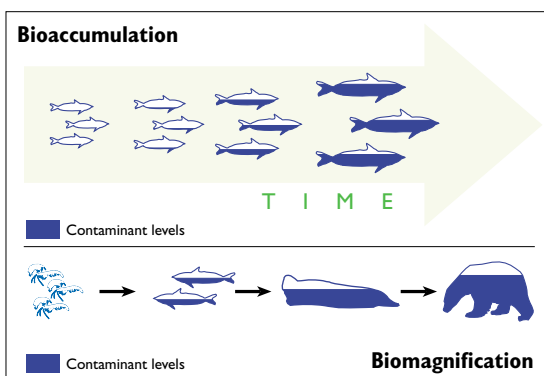 Bioaccumulation
T I M E
Contaminant levels
Contaminant levels
Biomagnification